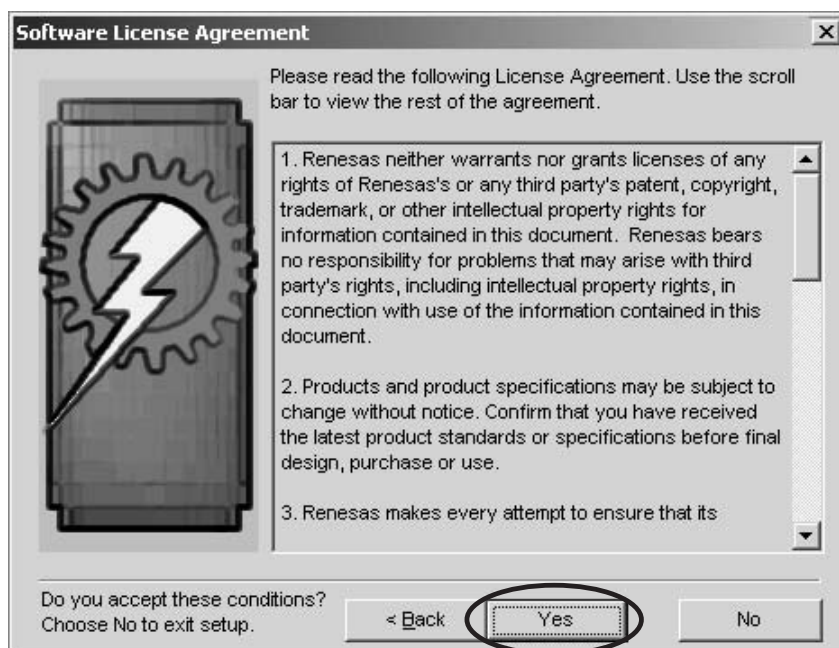 Software License Agreement
Please read the following License Agreement. Use the scroll
bar to view the rest of the agreement.
1. Renesas neither warrants nor grants licenses of any
rights of Renesas's or any third party's patent, copyright,
trademark, or other intellectual property rights for
information contained in this document.  Renesas bears
no responsibility for problems that may arise with third
party's rights, including intellectual property rights, in
connection with use of the information contained in this
document.
2. Products and product specifications may be subject to
change without notice. Confirm that you have received
the latest product standards or specifications before final
design, purchase or use.
3. Renesas makes every attempt to ensure that its
Do you accept these conditions?
Choose No to exit setup.
< Back
Yes
No